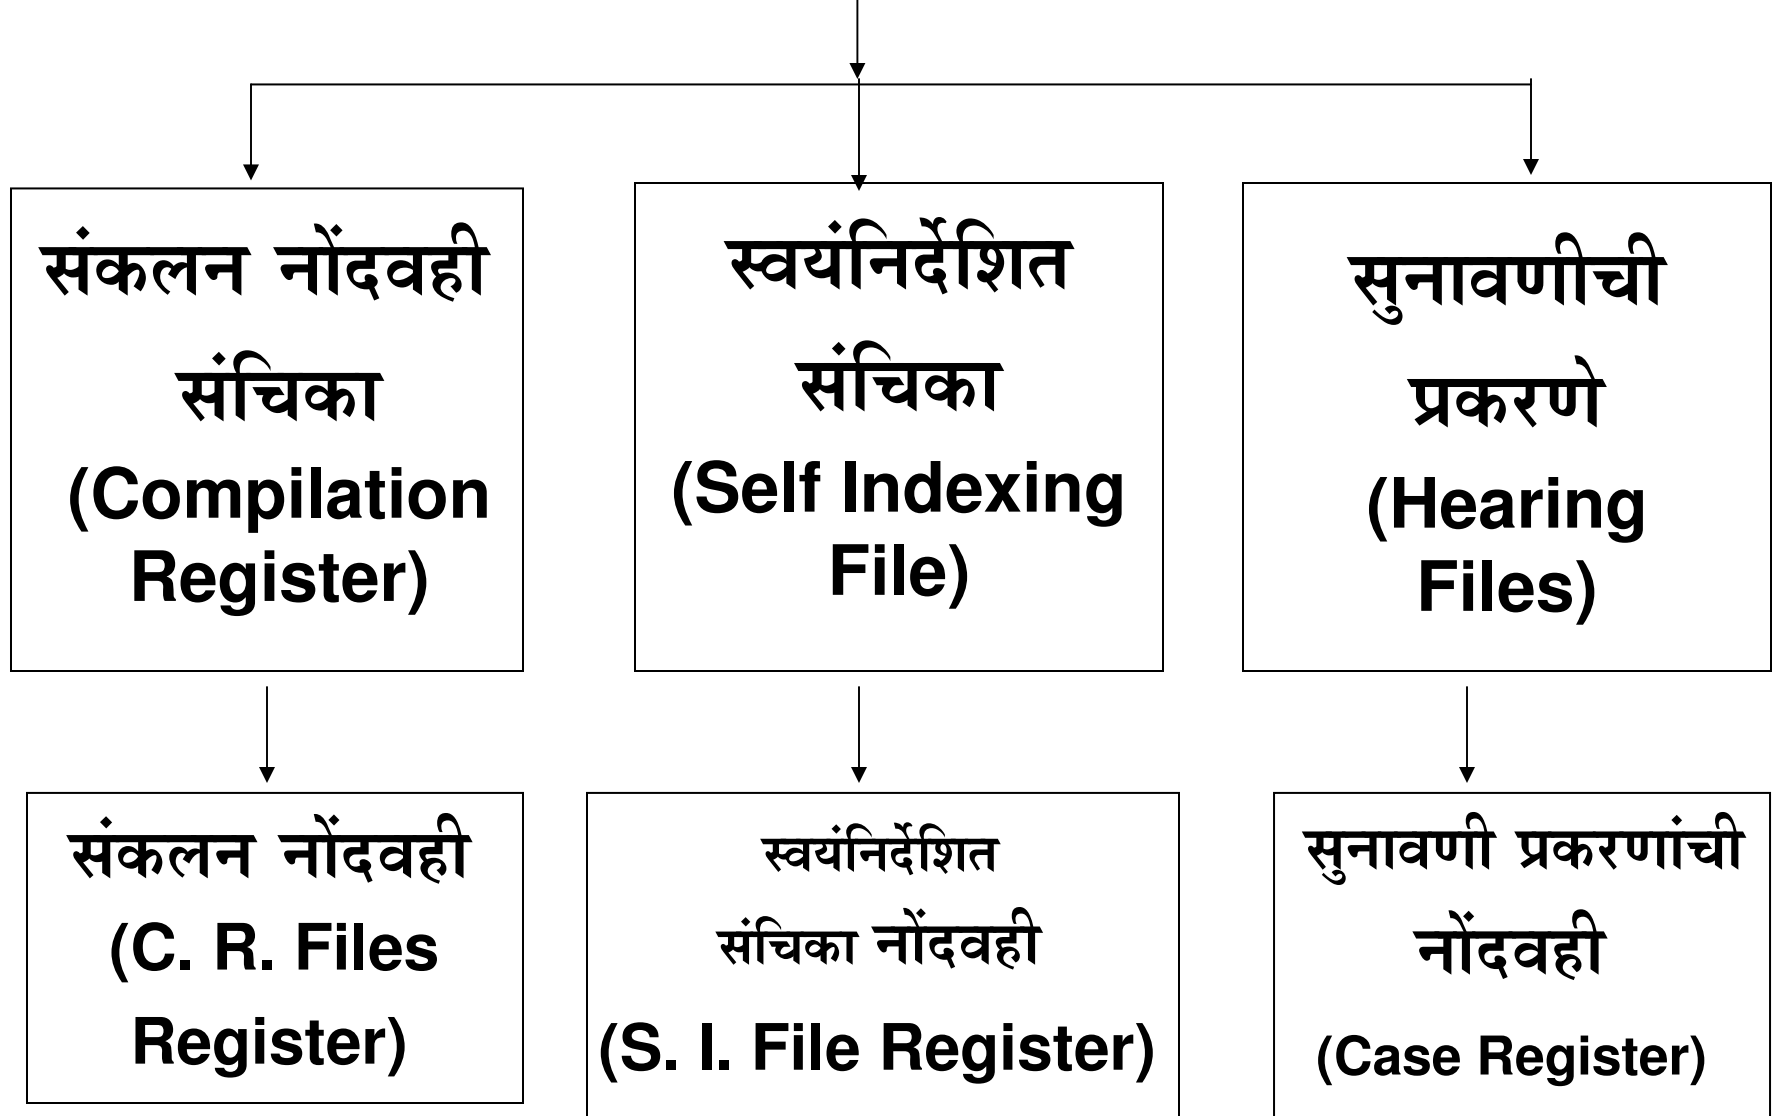 संकलन नोंदवही
संचिका
(Compilation
Register)
स्वयंनिर्देशित
संचिका
(Self Indexing
File)
सुनावणीची
प्रकरणे
(Hearing
Files)
संकलन नोंदवही
(C. R. Files
Register)
स्वयंनिर्देशित
संचिका नोंदवही
(S. I. File Register)
सुनावणी प्रकरणांची
नोंदवही
(Case Register)